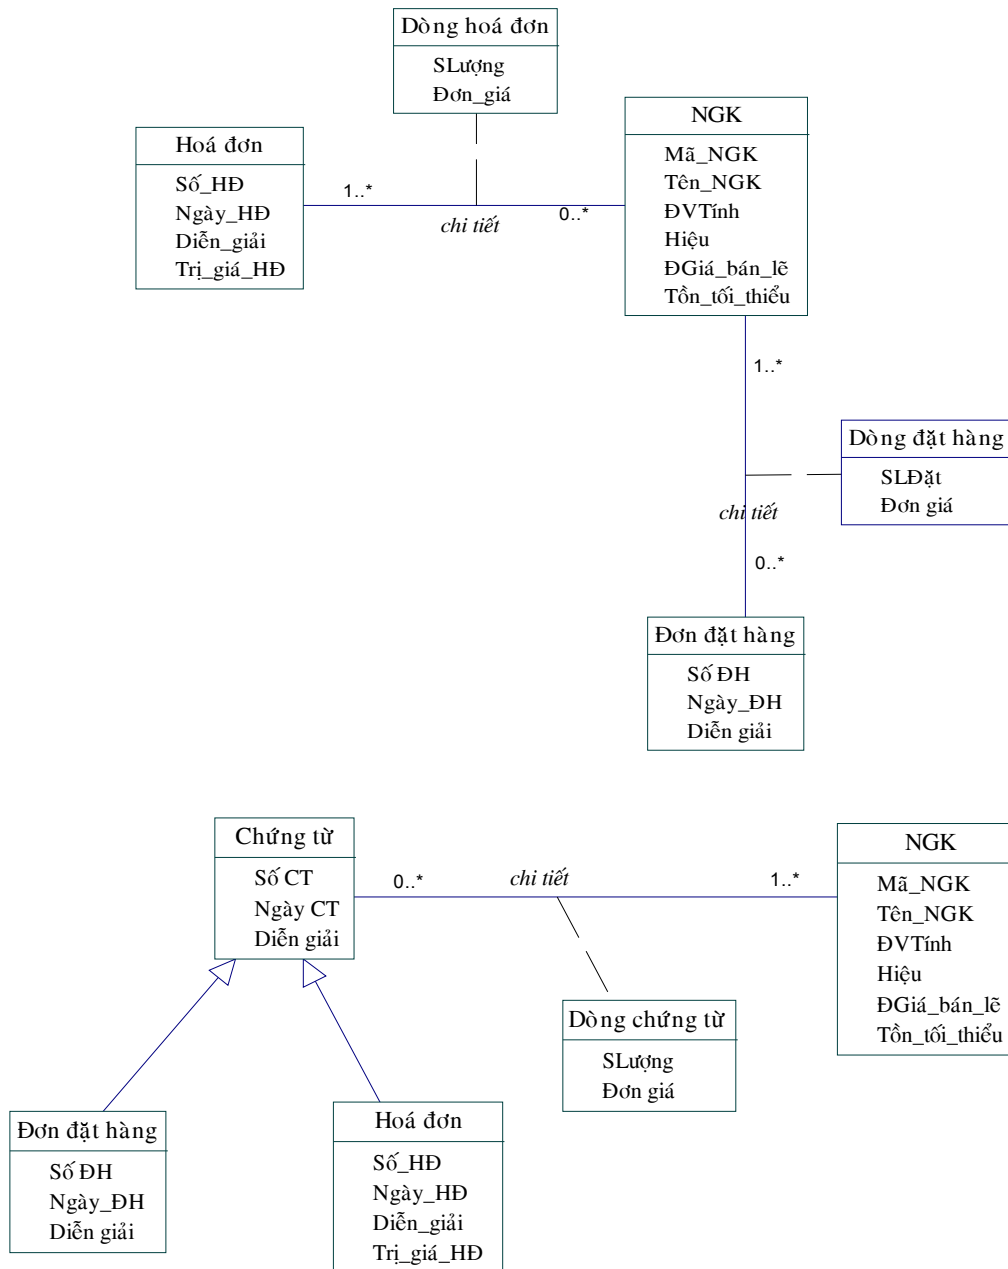 Dòng hoá đơn
SLượng
Đơn_giá
NGK
Mã_NGK
Tên_NGK
ĐVTính
Hiệu
ĐGiá_bán_lẽ
Tồn_tối_thiểu
Hoá đơn
Số_HĐ
Ngày_HĐ
Diễn_giải
Trị_giá_HĐ
1..*
chi tiết
0..*
1..*
Dòng đặt hàng
SLĐặt
Đơn giá
chi tiết
0..*
Đơn đặt hàng
Số ĐH
Ngày_ĐH
Diễn giải
Chứng từ
Số CT
Ngày CT
Diễn giải
0..*
chi tiết
1..*
NGK
Mã_NGK
Tên_NGK
ĐVTính
Hiệu
ĐGiá_bán_lẽ
Tồn_tối_thiểu
Dòng chứng từ
SLượng
Đơn giá
Đơn đặt hàng
Số ĐH
Ngày_ĐH
Diễn giải
Hoá đơn
Số_HĐ
Ngày_HĐ
Diễn_giải
Trị_giá_HĐ